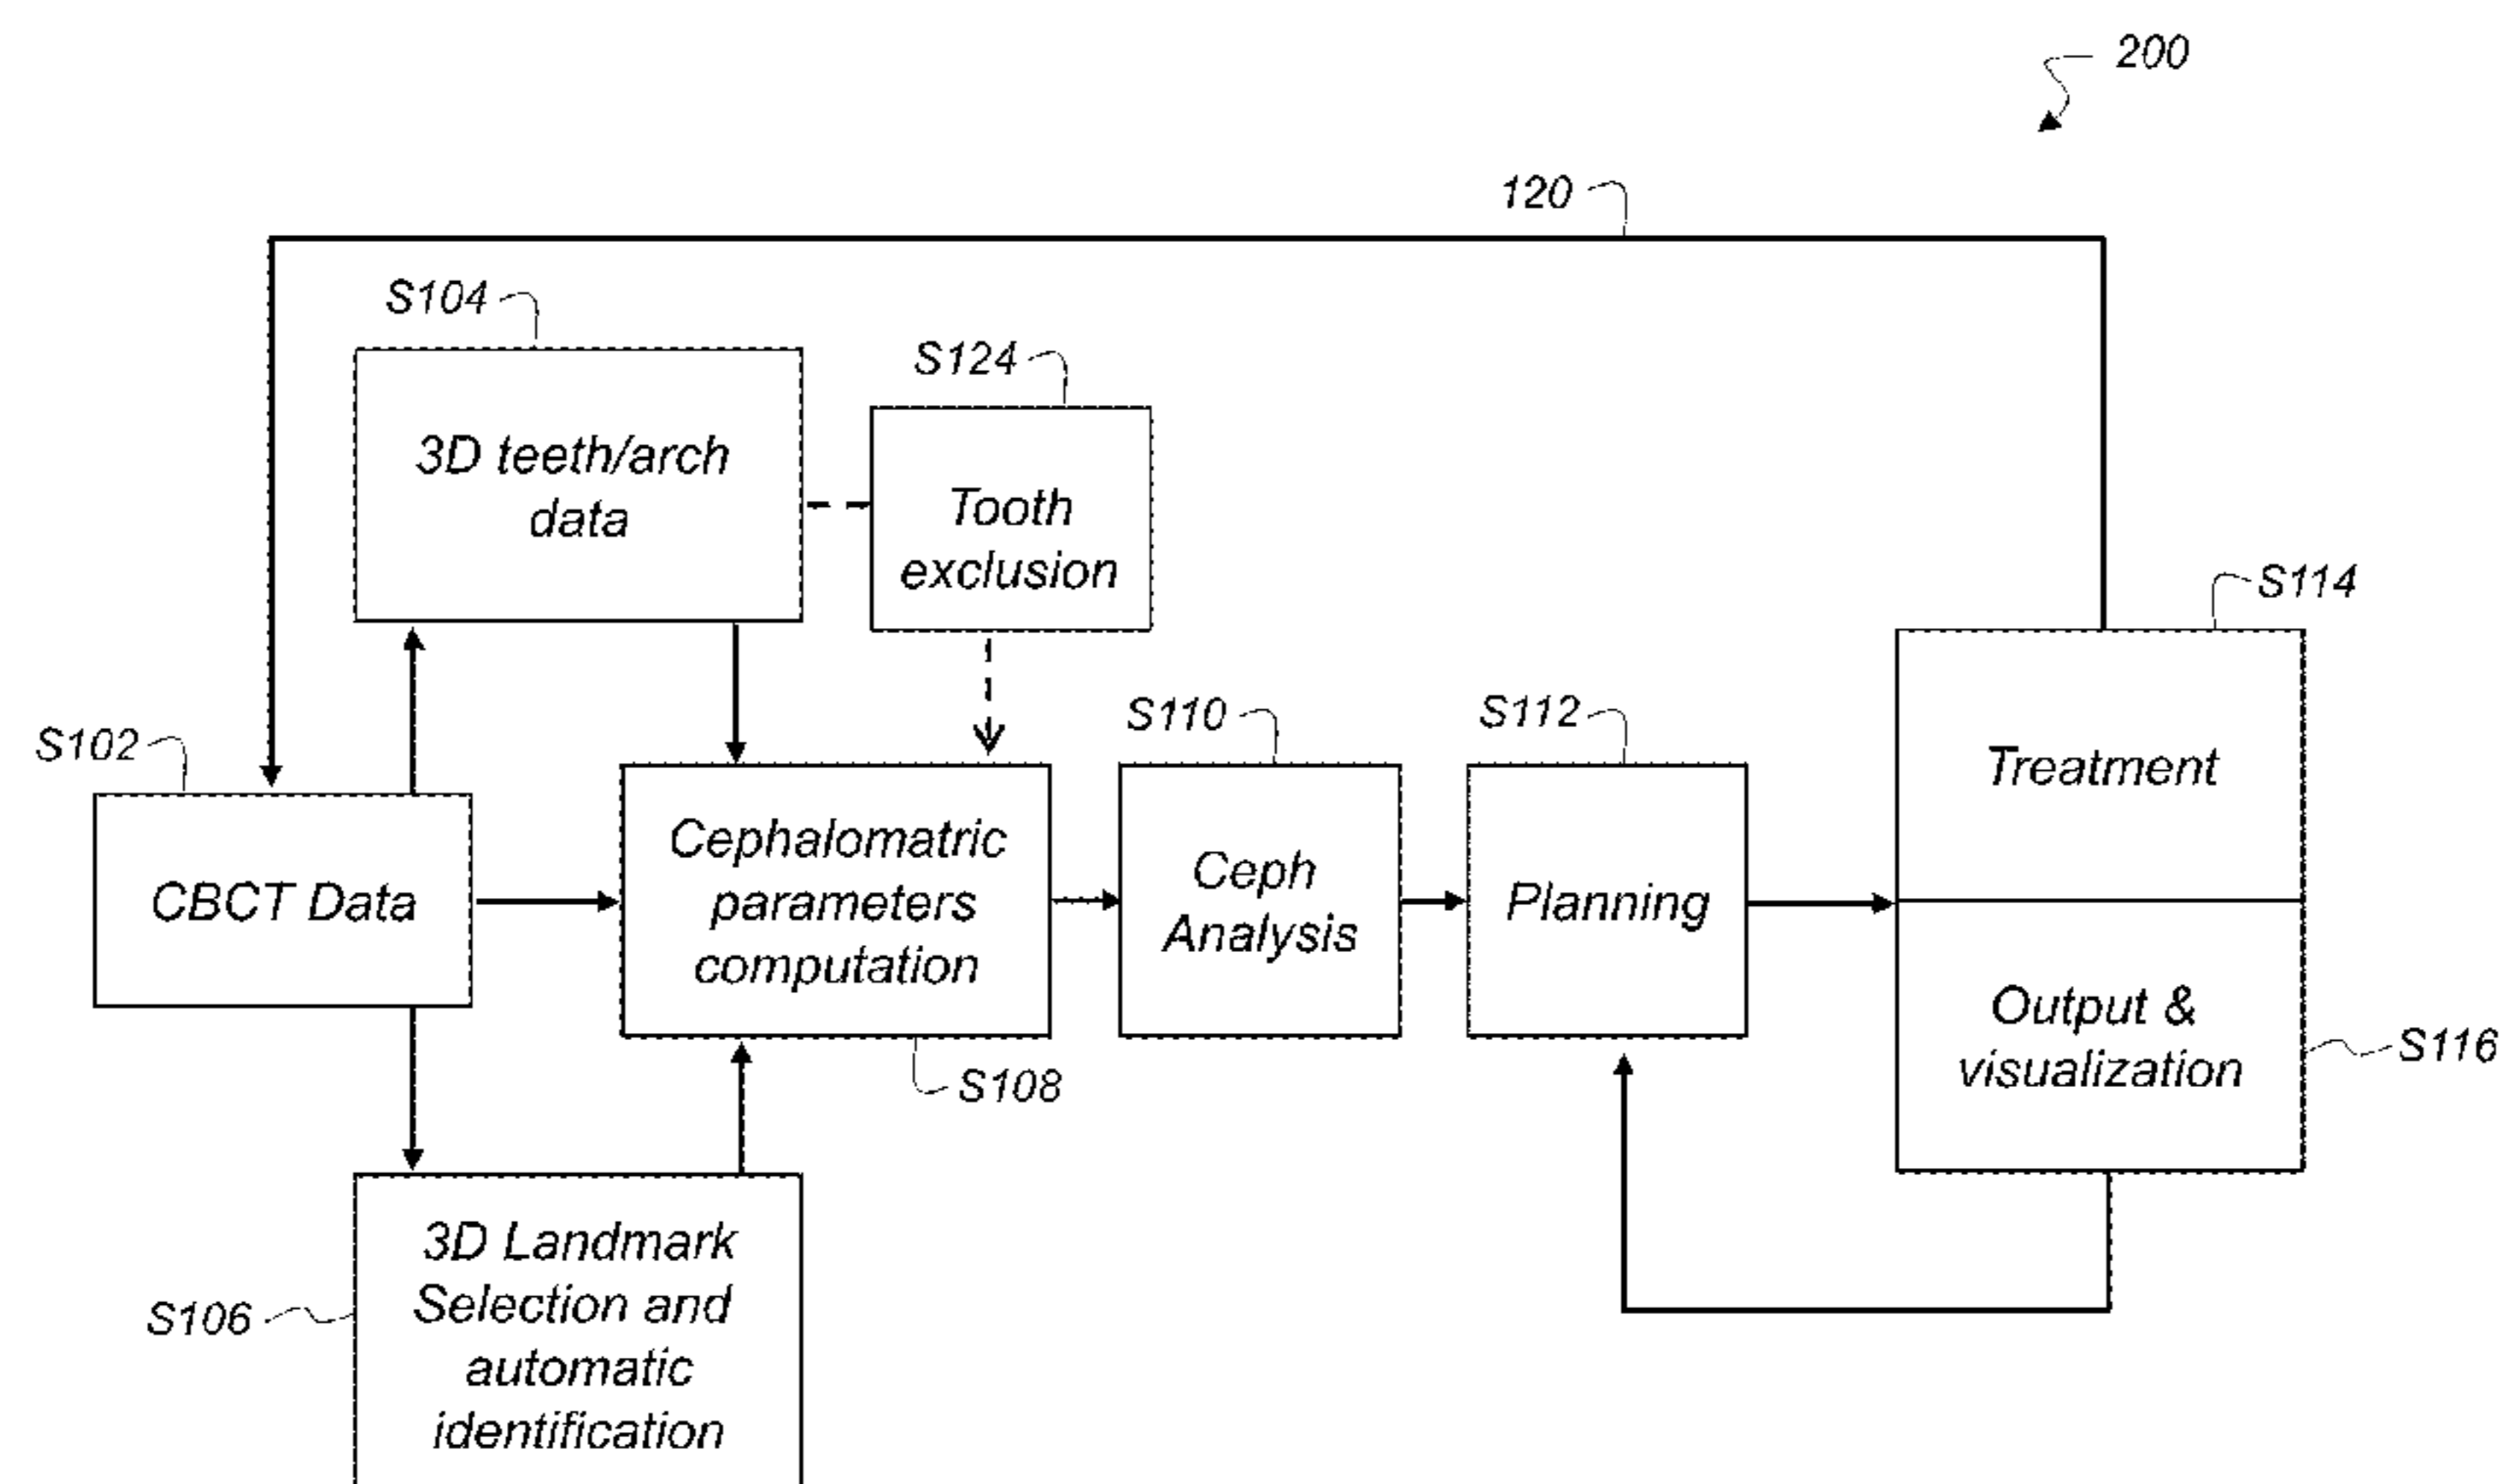 200
120
S104
3D teeth/arch
data
S124
Tooth
exclusion
S114
Treatment
S102
CBCT Data
Cephalomatric
parameters
computation
S108
S110
Ceph
Analysis
S112
Planning
Output &
visualization
S116
S106
3D Landmark
Selection and
automatic
identification